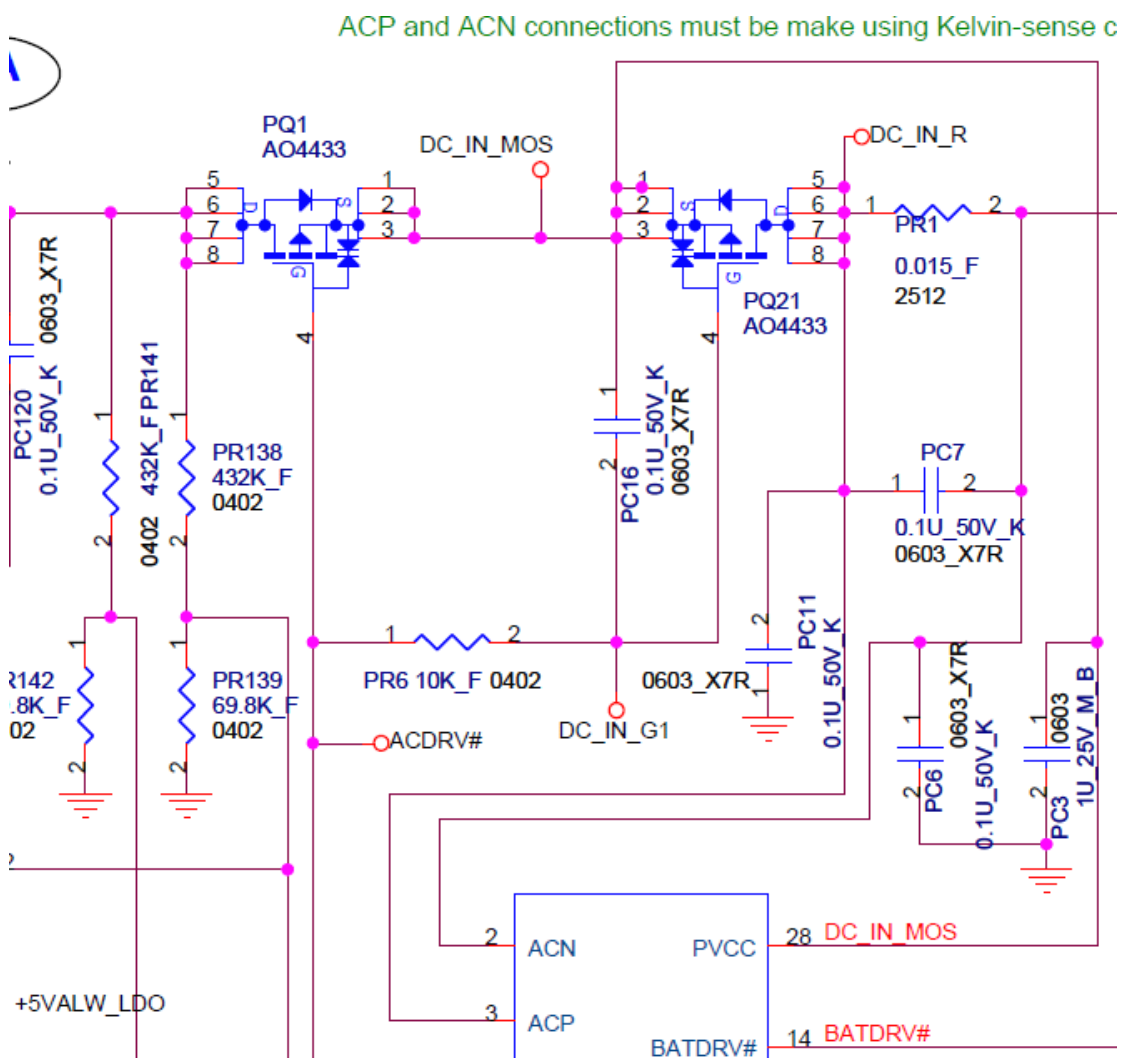 ACP and ACN connections must be make using Kelvin-sense c
PQ1
AO4433
DC_IN_MOS
DC_IN_R
5
6
7
8
D
S
G
1
2
3
4
1
2
3
S
D
G
4
5
6
7
8
1
2
PR1
0.015_F
2512
PQ21
AO4433
PC120
0.1U_50V_K
0603_X7R
1
2
432K_F PR141
0402
1
2
PR138
432K_F
0402
1
2
PC16
0.1U_50V_K
0603_X7R
PC7
1
2
0.1U_50V_K
0603_X7R
1
2
R142
.8K_F
02
1
2
PR139
69.8K_F
0402
1
2
PR6 10K_F 0402
DC_IN_G1
ACDRV#
2
1
PC11
0.1U_50V_K
0603_X7R
1
2
PC6
0603_X7R
0.1U_50V_K
1
2
PC3
0603
1U_25V_M_B
2
ACN
PVCC
28
DC_IN_MOS
3
ACP
BATDRV#
14
BATDRV#
+5VALW_LDO